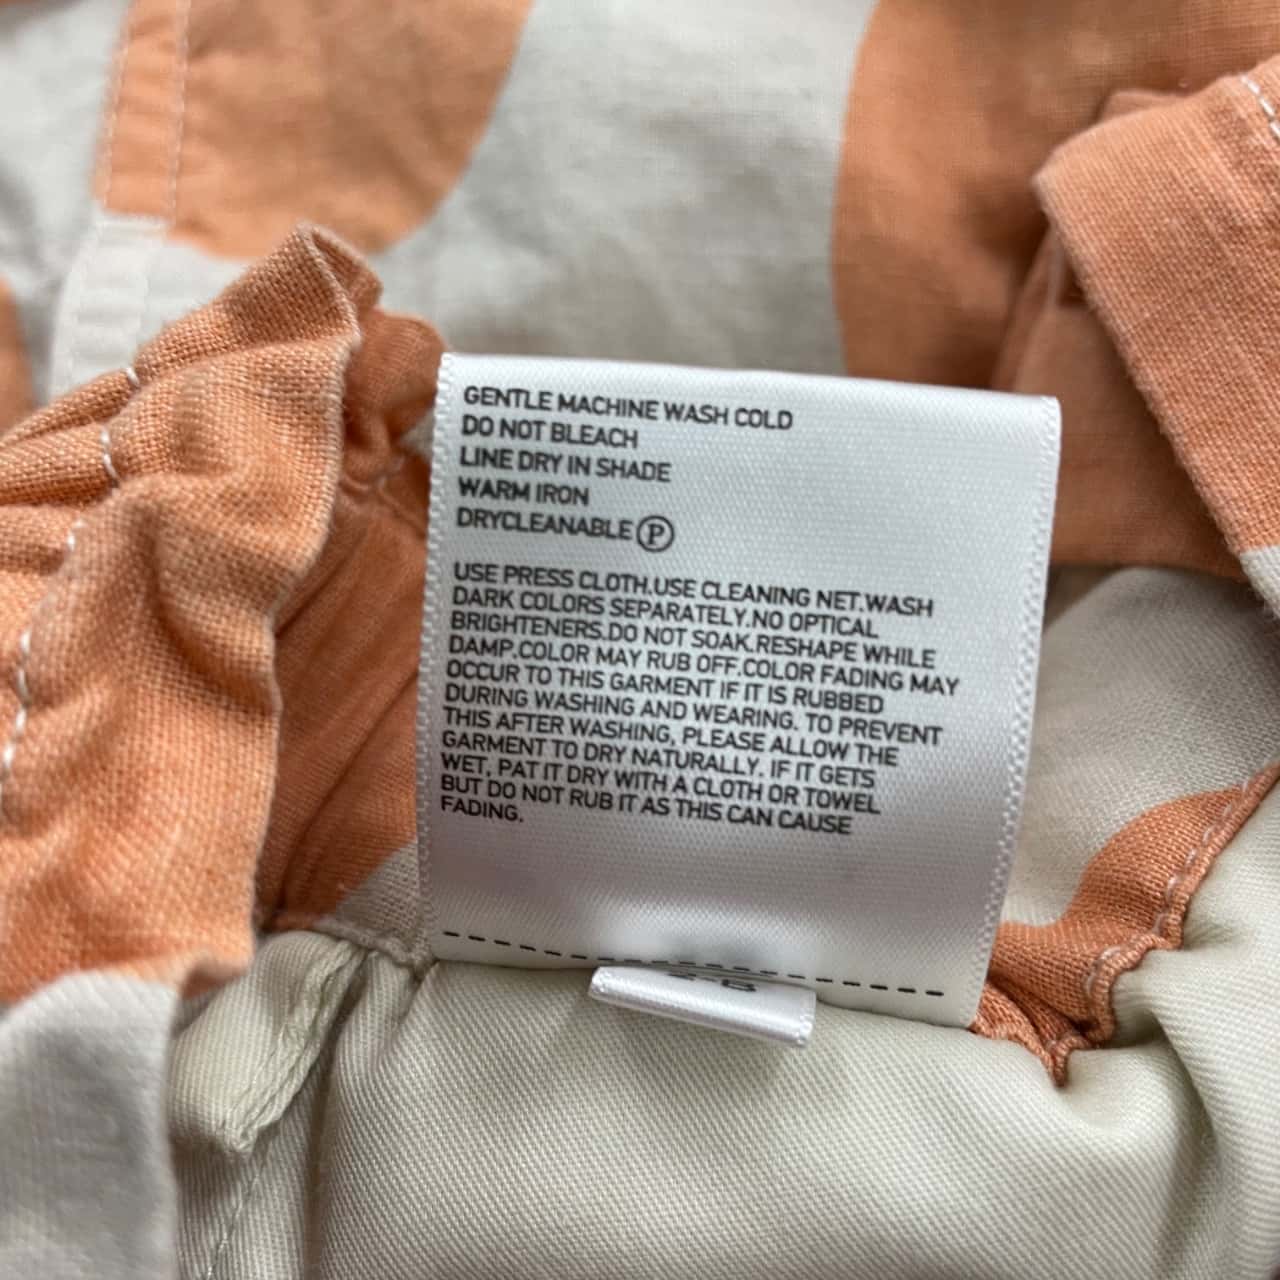 GENTLE MACHINE WASH COLD
DO NOT BLEACH
LINE DRY IN SHADE
WARM IRON
DRYCLEANABLE Ⓟ
USE PRESS CLOTH.USE CLEANING NET.WASH
DARK COLORS SEPARATELY.NO OPTICAL
BRIGHTENERS.DO NOT SOAK.RESHAPE WHILE
DAMP.COLOR MAY RUB OFF.COLOR FADING MAY
OCCUR TO THIS GARMENT IF IT IS RUBBED
DURING WASHING AND WEARING. TO PREVENT
THIS AFTER WASHING, PLEASE ALLOW THE
GARMENT TO DRY NATURALLY. IF IT GETS
WET, PAT IT DRY WITH A CLOTH OR TOWEL
BUT DO NOT RUB IT AS THIS CAN CAUSE
FADING.